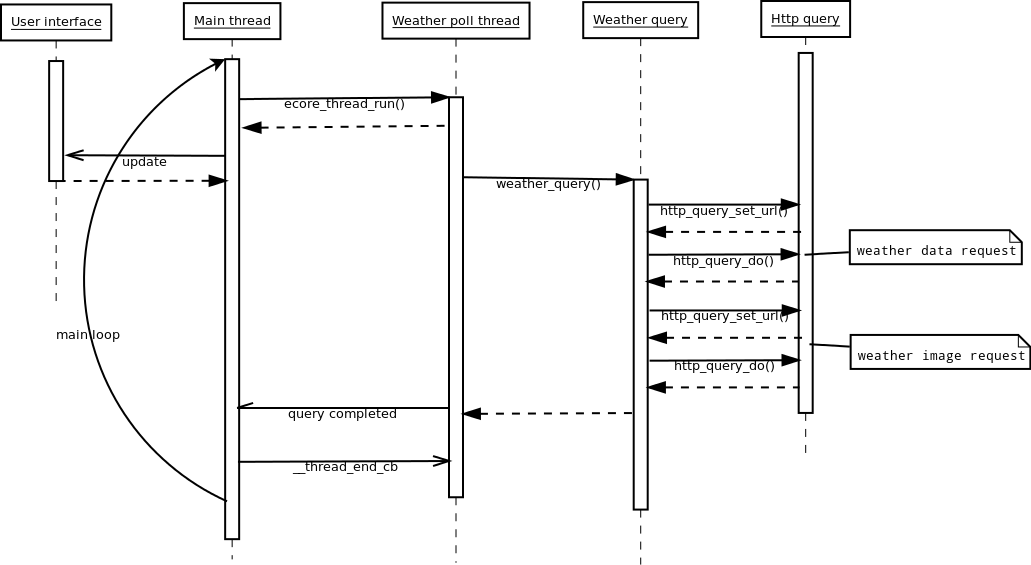 User interface
Main thread
Weather poll thread
Weather query
Http query
ecore_thread_run()
update
weather_query()
http_query_set_url()
weather data request
http_query_do()
http_query_set_url()
main loop
weather image request
http_query_do()
query completed
__thread_end_cb